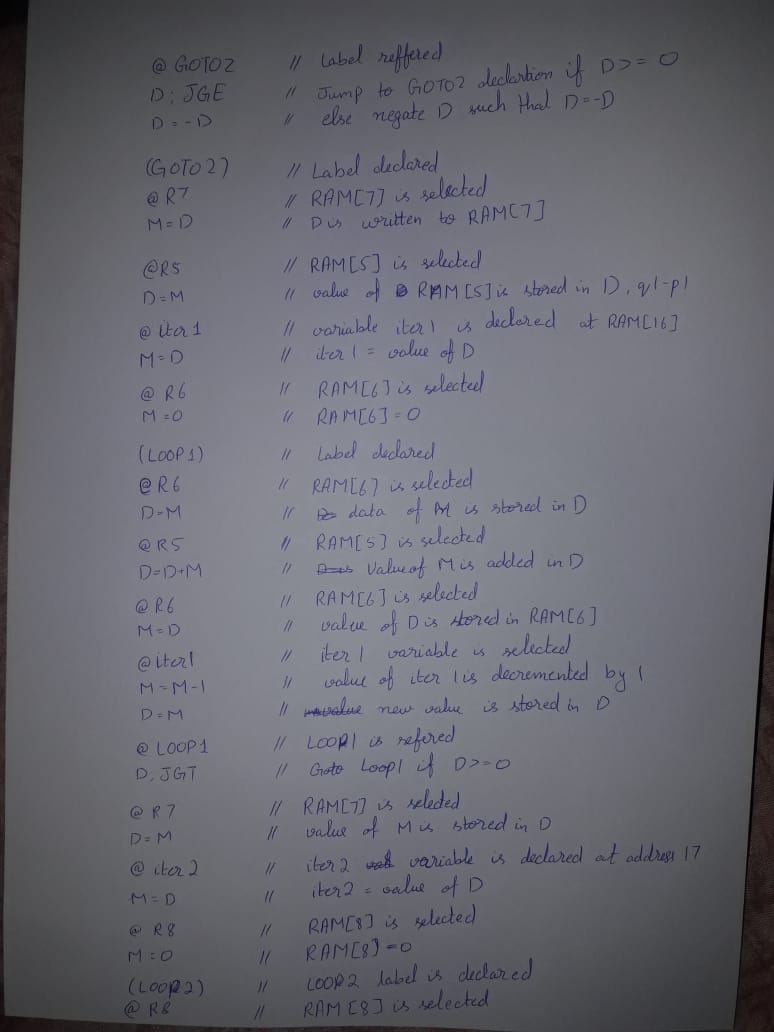 @ GOTO2 // Label reffered
D; JGE // Jump to GOTO2 declartion if D>= 0
D = -D // else negate D such that D=-D
(GOTO 2) // Label declared
@ R7 // RAM[7] is selected
M=D // D is written to RAM[7]
@R5 // RAM[5] is selected
D=M // value of RAM[5] is stored in D, q1-p1
@ iter1 // variable iter1 is declared at RAM[16]
M=D // iter1 = value of D
@ R6 // RAM[6] is selected
M=0 // RAM[6]=0
(LOOP1) // Label declared
@ R6 // RAM[6] is selected
D=M // data of M is stored in D
@R5 // RAM[5] is selected
D=D+M // Value of M is added in D
@ R6 // RAM[6] is selected
M=D // value of D is stored in RAM[6]
@iter1 // iter1 variable is selected
M=M-1 // value of iter1 is decremented by 1
D=M // new value is stored in D
@ LOOP1 // LOOP1 is refered
D; JGT // Goto Loop1 if D>=0
@ R7 // RAM[7] is seleded
D=M // value of M is stored in D
@ iter2 // iter2 variable is declared at address 17
M=D // iter2 = value of D
@ R8 // RAM[8] is selected
M=0 // RAM[8]=0
(LOOP2) // LOOP2 label is declared
@ R8 // RAM[8] is selected